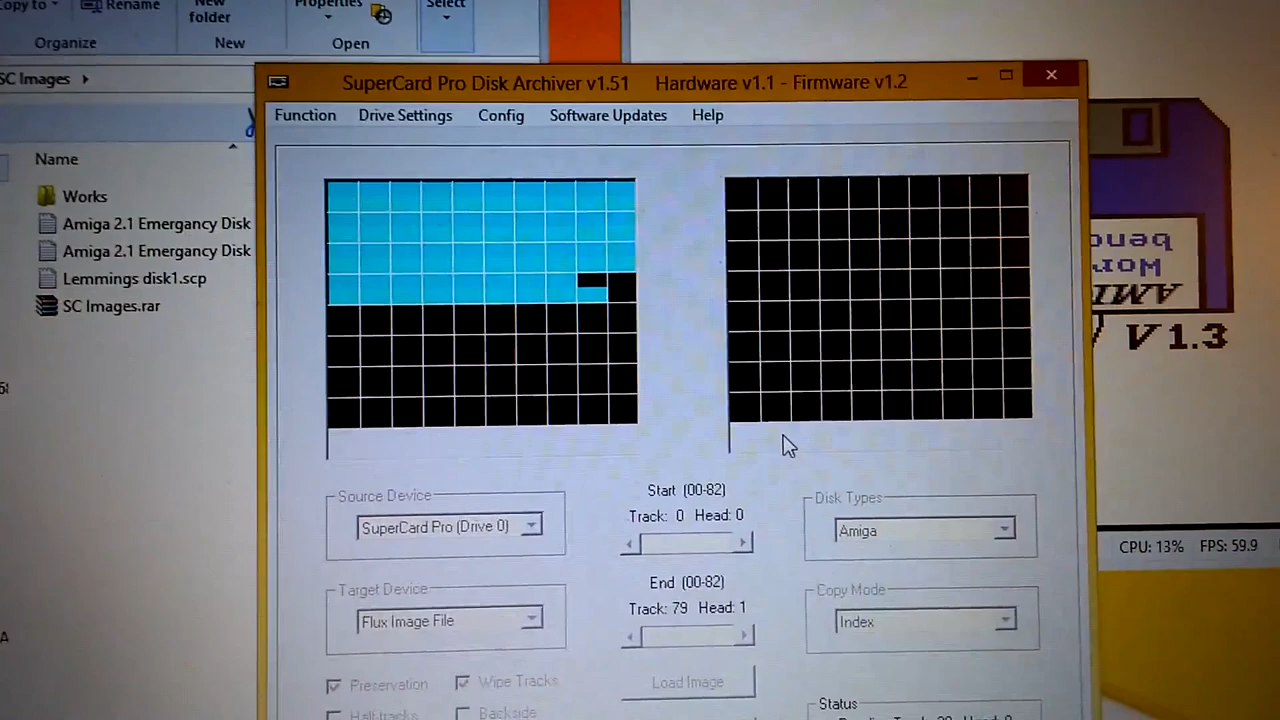 Copy to
Rename
New
folder
Properties
Select
Organize
New
Open
SC Images
SuperCard Pro Disk Archiver v1.51 Hardware v1.1 - Firmware v1.2
Function Drive Settings Config Software Updates Help
Name
Works
Amiga 2.1 Emergancy Disk
Amiga 2.1 Emergancy Disk
Lemmings disk1.scp
SC Images.rar
V1.3
Source Device
SuperCard Pro (Drive 0)
Start (00-82)
Track: 0 Head: 0
Disk Types
Amiga
CPU: 13% FPS: 59.9
Target Device
Flux Image File
End (00-82)
Track: 79 Head: 1
Copy Mode
Index
Preservation
Wipe Tracks
Load Image
Half-tracks
Backside
Status